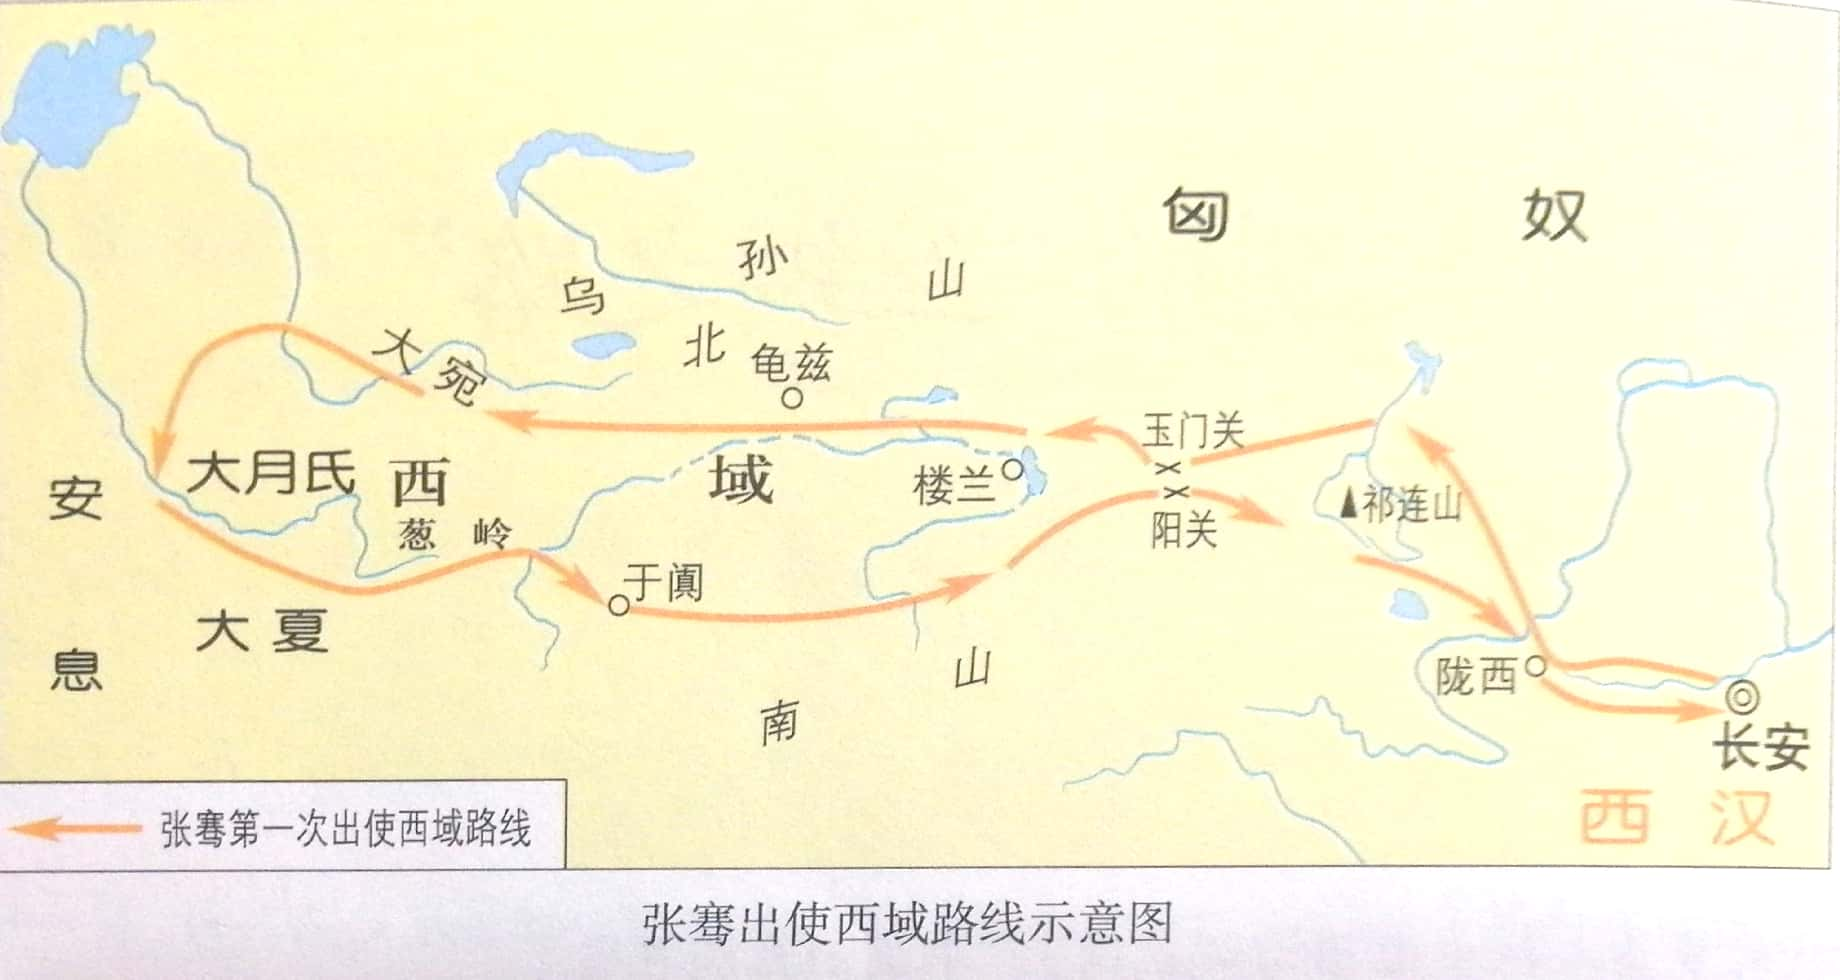 匈奴
乌孙
北山
大宛
龟兹
玉门关
楼兰
阳关
祁连山
大月氏
西域
葱岭
于阗
安息
大夏
南山
陇西
长安
西汉
张骞第一次出使西域路线
张骞出使西域路线示意图